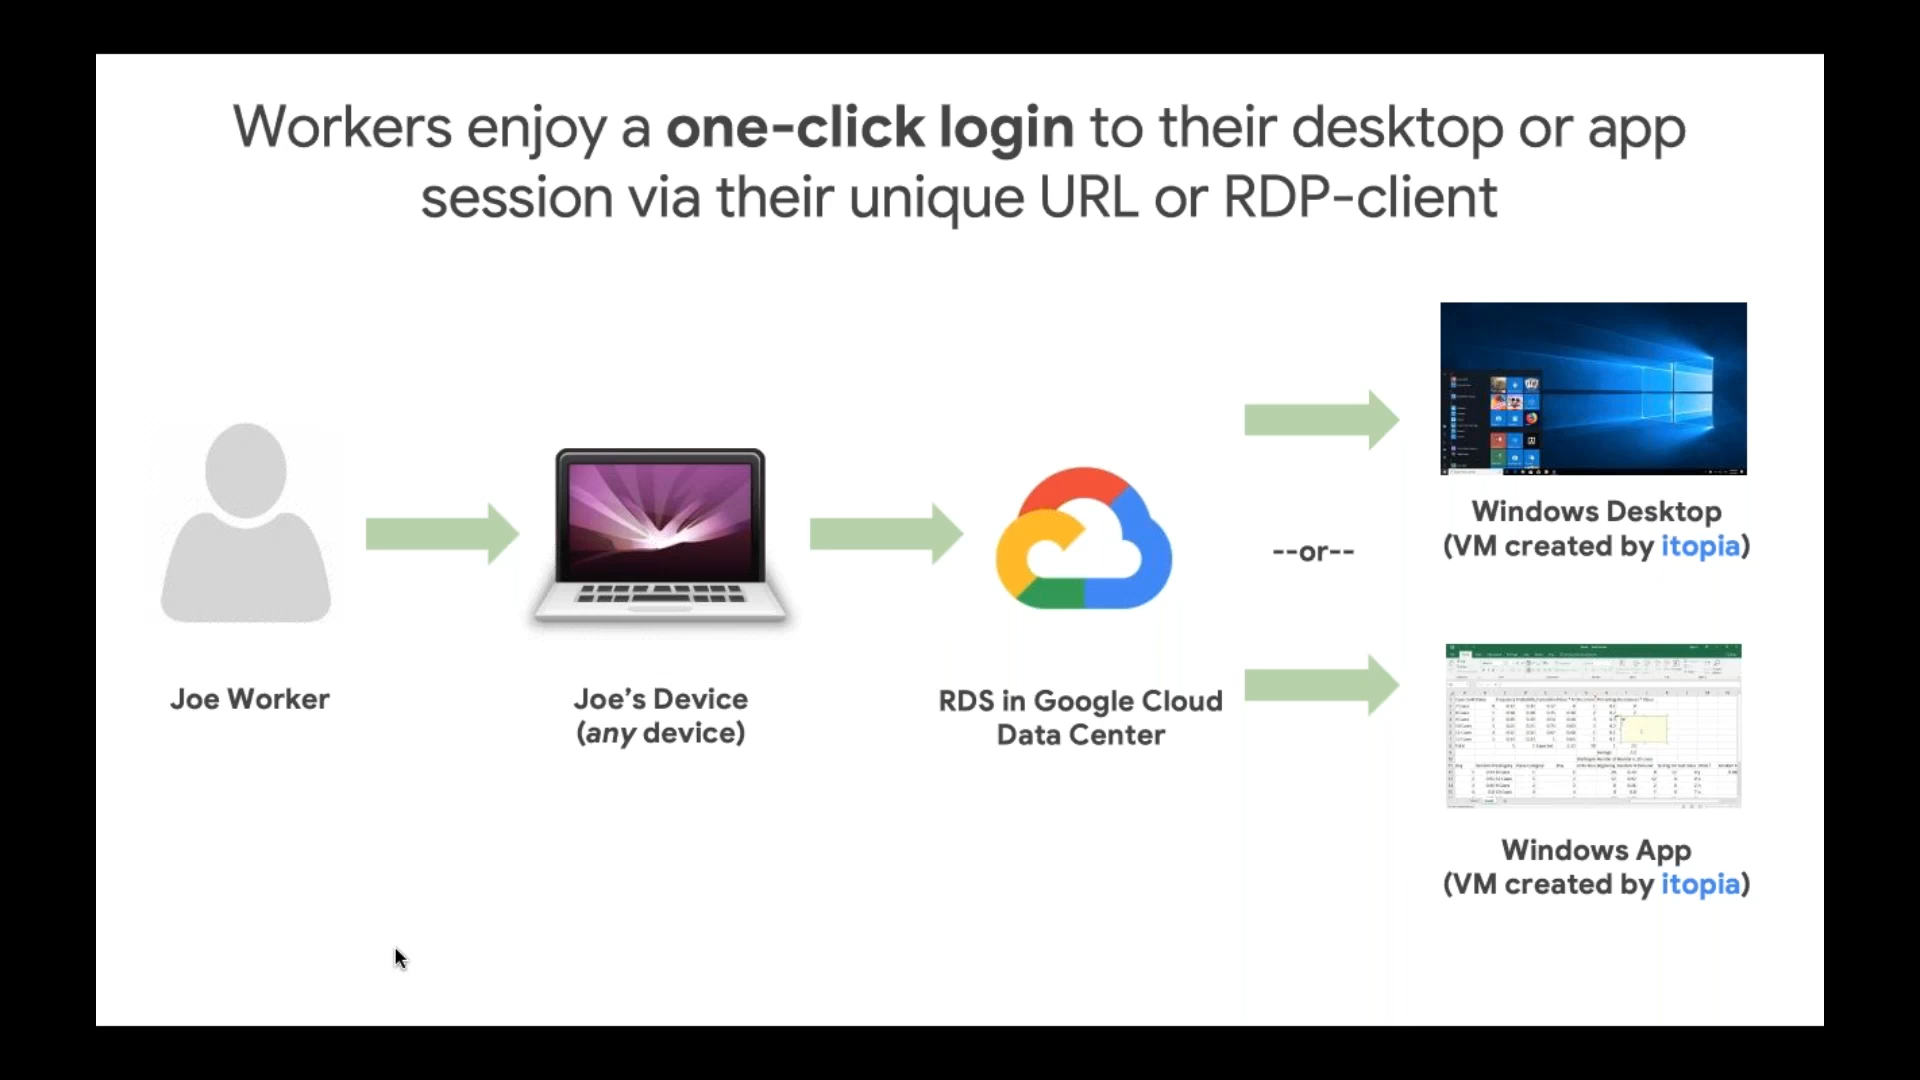 Workers enjoy a one-click login to their desktop or app
session via their unique URL or RDP-client
Joe Worker
Joe's Device
(any device)
RDS in Google Cloud
Data Center
--or--
Windows Desktop
(VM created by itopia)
Windows App
(VM created by itopia)